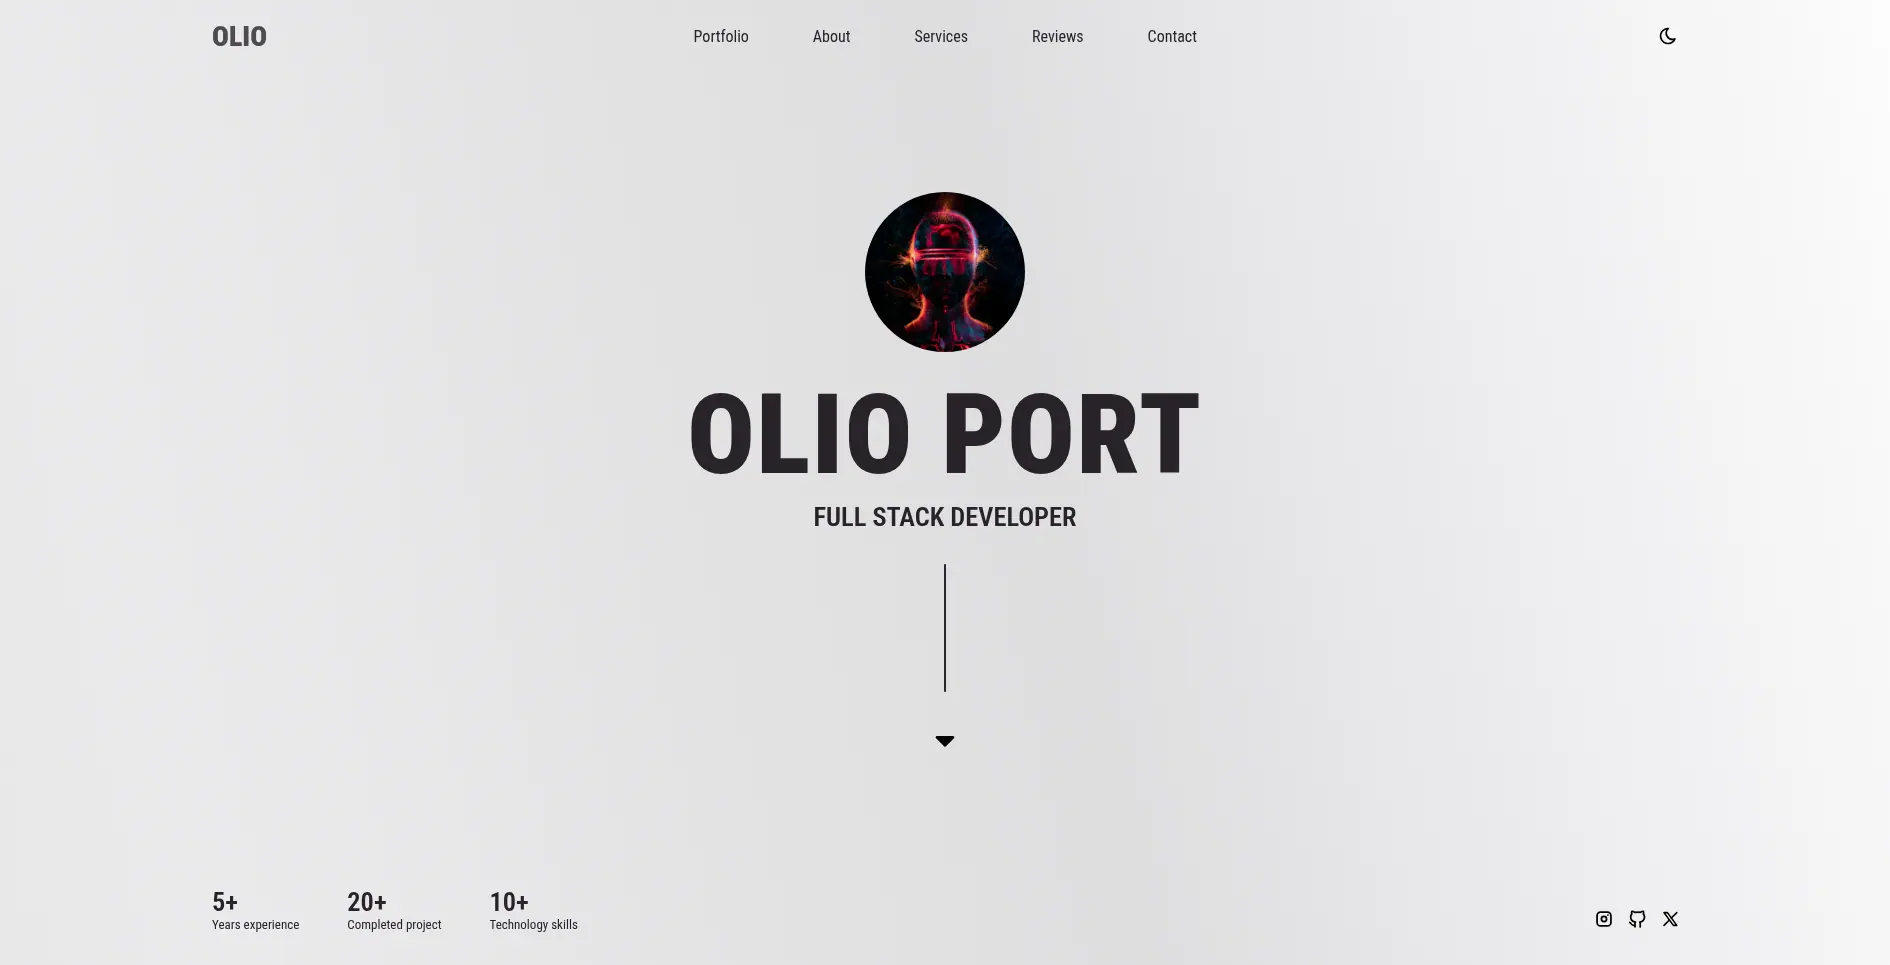 OLIO
Portfolio About Services Reviews Contact
OLIO PORT
FULL STACK DEVELOPER
5+ 20+ 10+
Years experience Completed project Technology skills